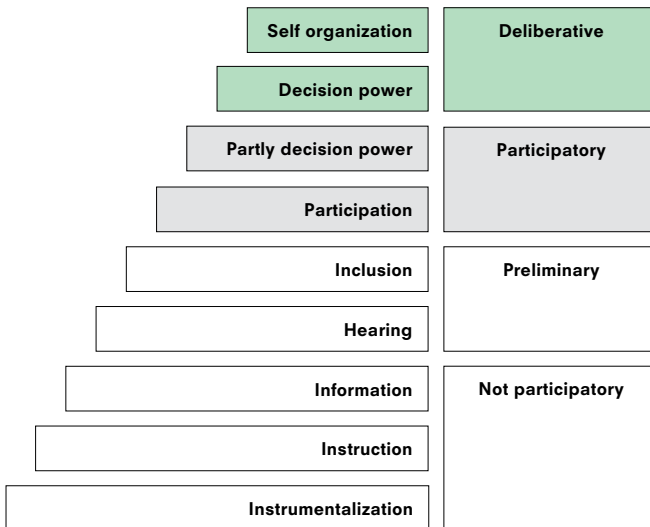 Self organization
Deliberative
Decision power
Partly decision power
Participatory
Participation
Inclusion
Preliminary
Hearing
Information
Not participatory
Instruction
Instrumentalization